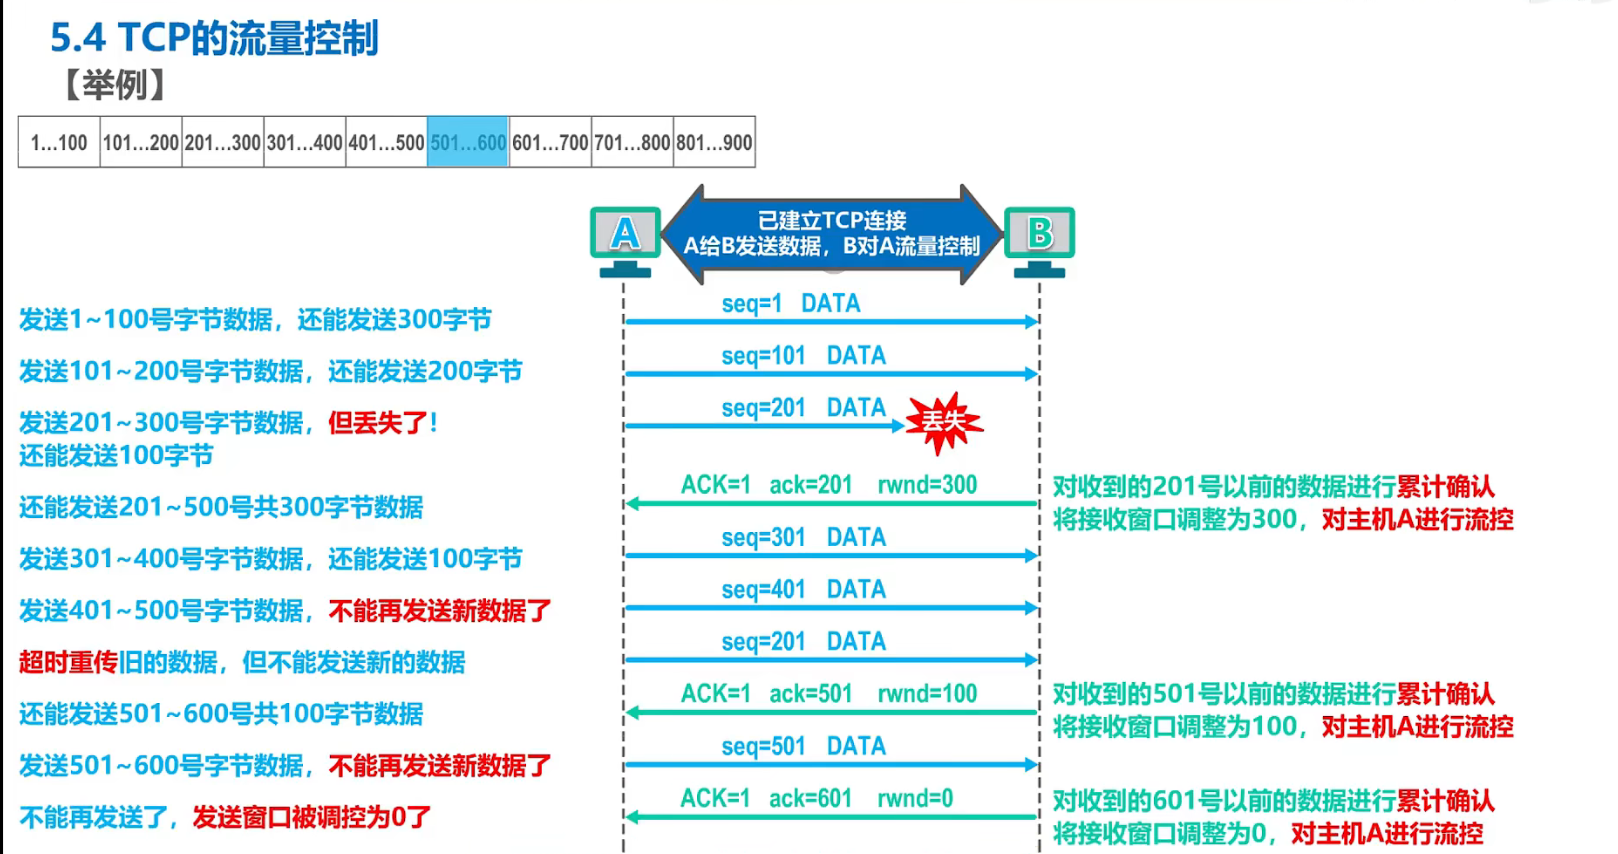 5.4 TCP的流量控制
【举例】
1...100 101...200 201...300 301...400 401...500 501...600 601...700 701...800 801...900
已建立TCP连接
A给B发送数据，B对A流量控制
A
B
seq=1 DATA
发送1~100号字节数据，还能发送300字节
seq=101 DATA
发送101~200号字节数据，还能发送200字节
seq=201 DATA
丢失
发送201~300号字节数据，但丢失了！
还能发送100字节
ACK=1 ack=201 rwnd=300
对收到的201号以前的数据进行累计确认
还能发送201~500号共300字节数据
将接收窗口调整为300，对主机A进行流控
seq=301 DATA
发送301~400号字节数据，还能发送100字节
seq=401 DATA
发送401~500号字节数据，不能再发送新数据了
seq=201 DATA
超时重传旧的数据，但不能发送新的数据
ACK=1 ack=501 rwnd=100
对收到的501号以前的数据进行累计确认
还能发送501~600号共100字节数据
将接收窗口调整为100，对主机A进行流控
seq=501 DATA
发送501~600号字节数据，不能再发送新数据了
ACK=1 ack=601 rwnd=0
对收到的601号以前的数据进行累计确认
不能再发送了，发送窗口被调控为0了
将接收窗口调整为0，对主机A进行流控